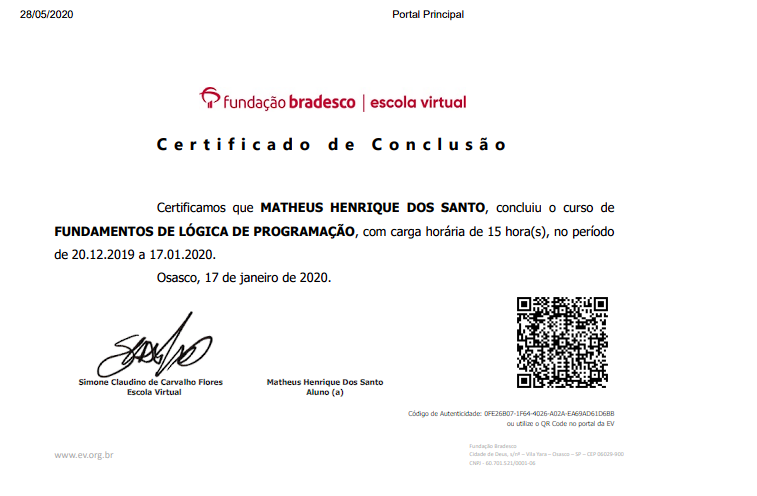 28/05/2020 Portal Principal
fundação bradesco | escola virtual
Certificado de Conclusão
Certificamos que MATHEUS HENRIQUE DOS SANTO, concluiu o curso de
FUNDAMENTOS DE LÓGICA DE PROGRAMAÇÃO, com carga horária de 15 hora(s), no período
de 20.12.2019 a 17.01.2020.
Osasco, 17 de janeiro de 2020.
Simone Claudino de Carvalho Flores
Escola Virtual
Matheus Henrique Dos Santo
Aluno (a)
Código de Autenticidade: 0FE26B07-1F64-4026-A02A-EA69AD61D6BB
ou utilize o QR Code no portal da EV
www.ev.org.br
Fundação Bradesco
Cidade de Deus, s/nº – Vila Yara – Osasco – SP – CEP 06029-900
CNPJ - 60.701.521/0001-06